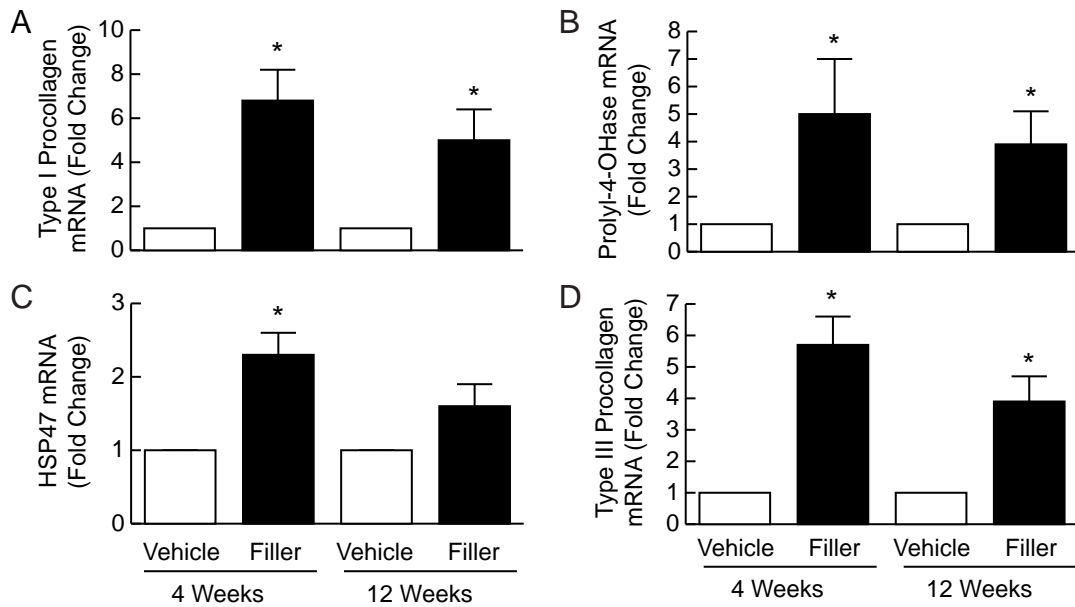 A
Type I Procollagen
mRNA (Fold Change)
10
8
6
4
2
0
*
*
B
Prolyl-4-OHase mRNA
(Fold Change)
8
7
6
5
4
3
2
1
0
*
*
C
HSP47 mRNA
(Fold Change)
3
2
1
0
*
Vehicle Filler Vehicle Filler
4 Weeks 12 Weeks
D
Type III Procollagen
mRNA (Fold Change)
7
6
5
4
3
2
1
0
*
*
Vehicle Filler Vehicle Filler
4 Weeks 12 Weeks